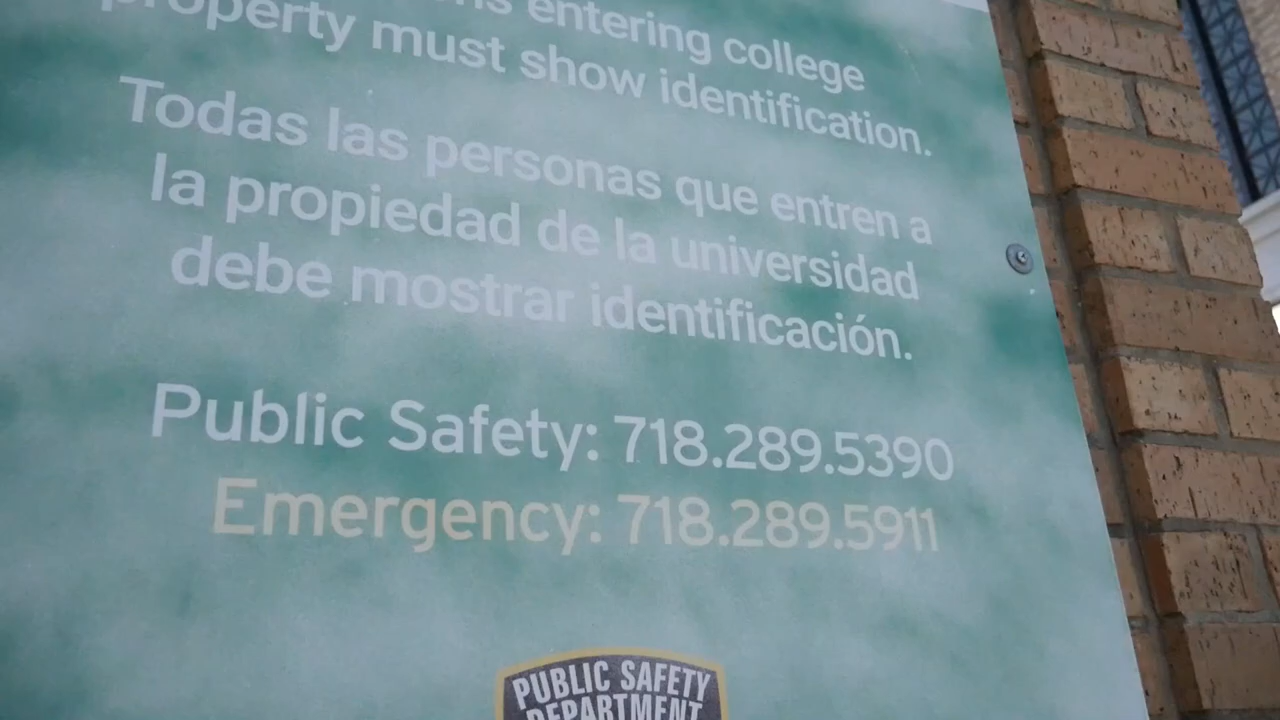 entering college
property must show identification.
Todas las personas que entren a
la propiedad de la universidad
debe mostrar identificación.
Public Safety: 718.289.5390
Emergency: 718.289.5911
PUBLIC SAFETY
DEPARTMENT